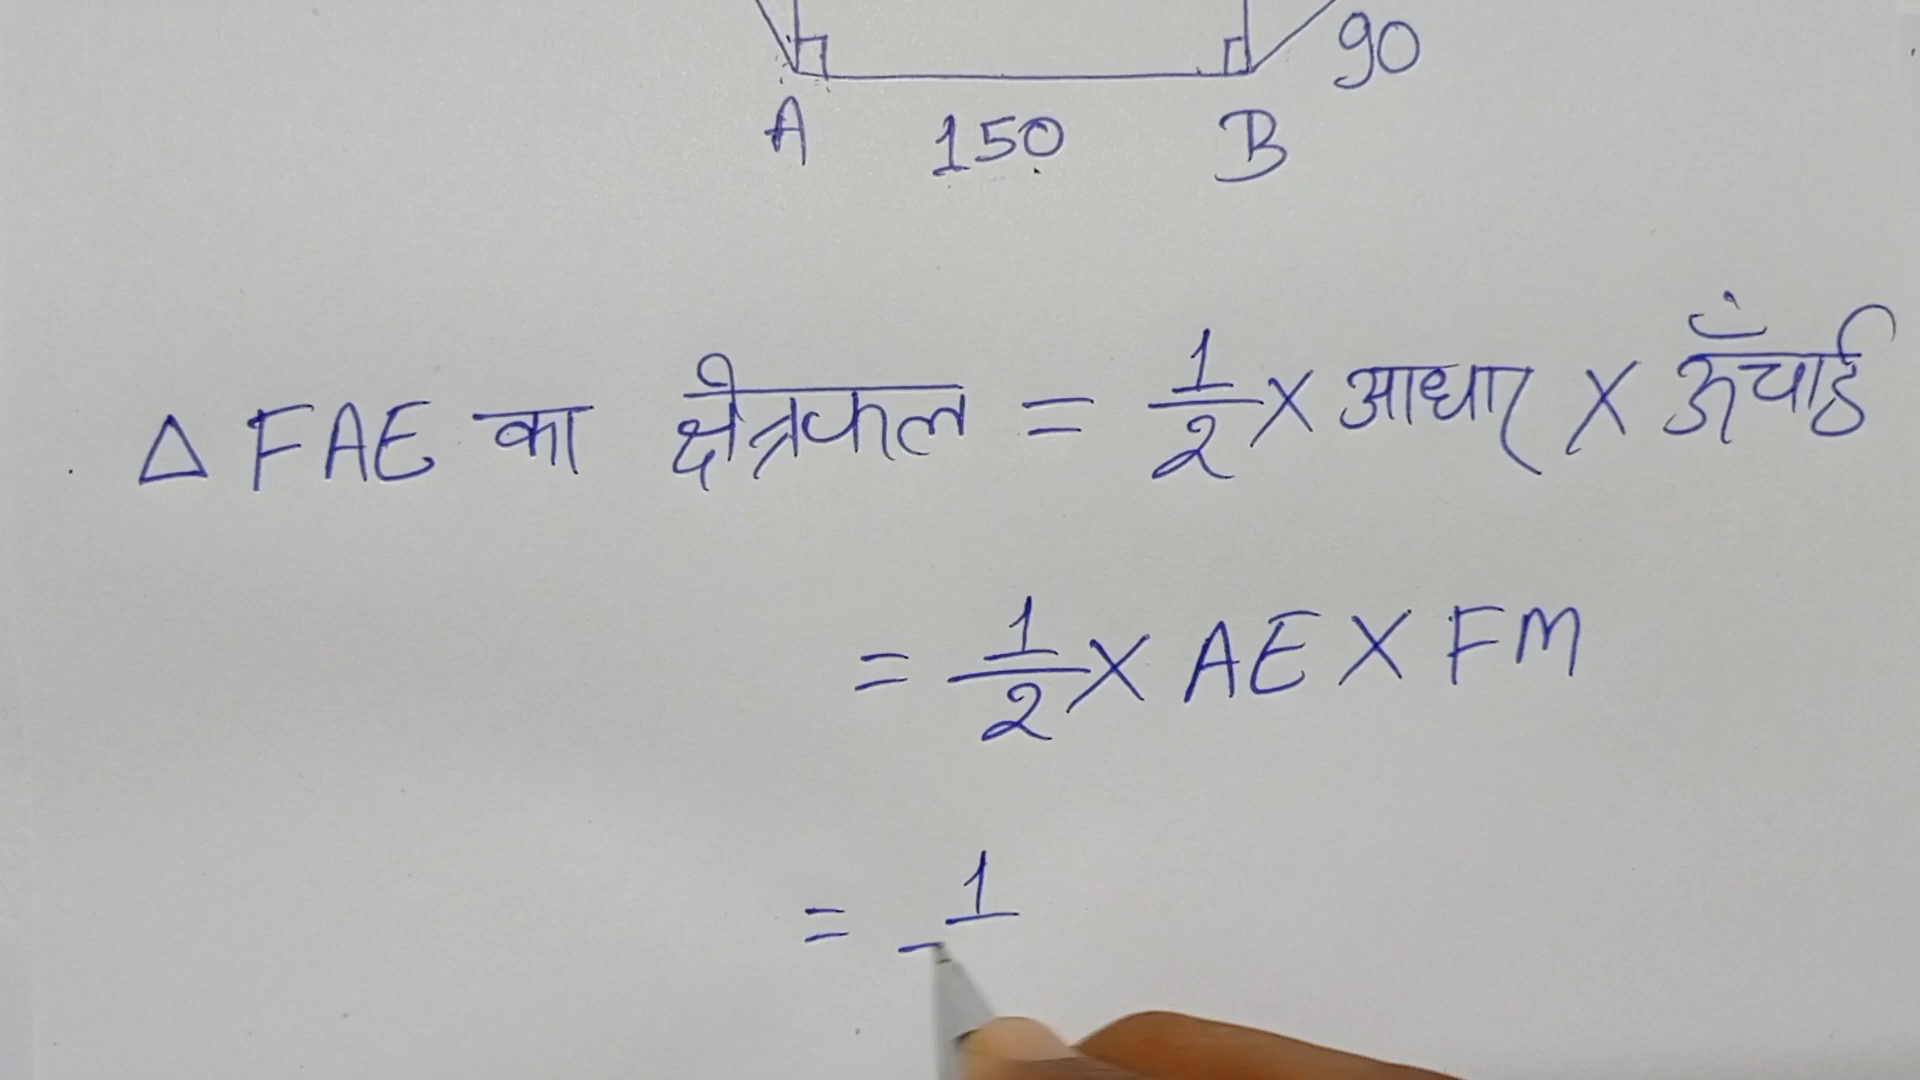 90
A 150 B
Δ FAE का क्षेत्रफल = 1/2 × आधार × ऊँचाई
= 1/2 × AE × FM
= 1